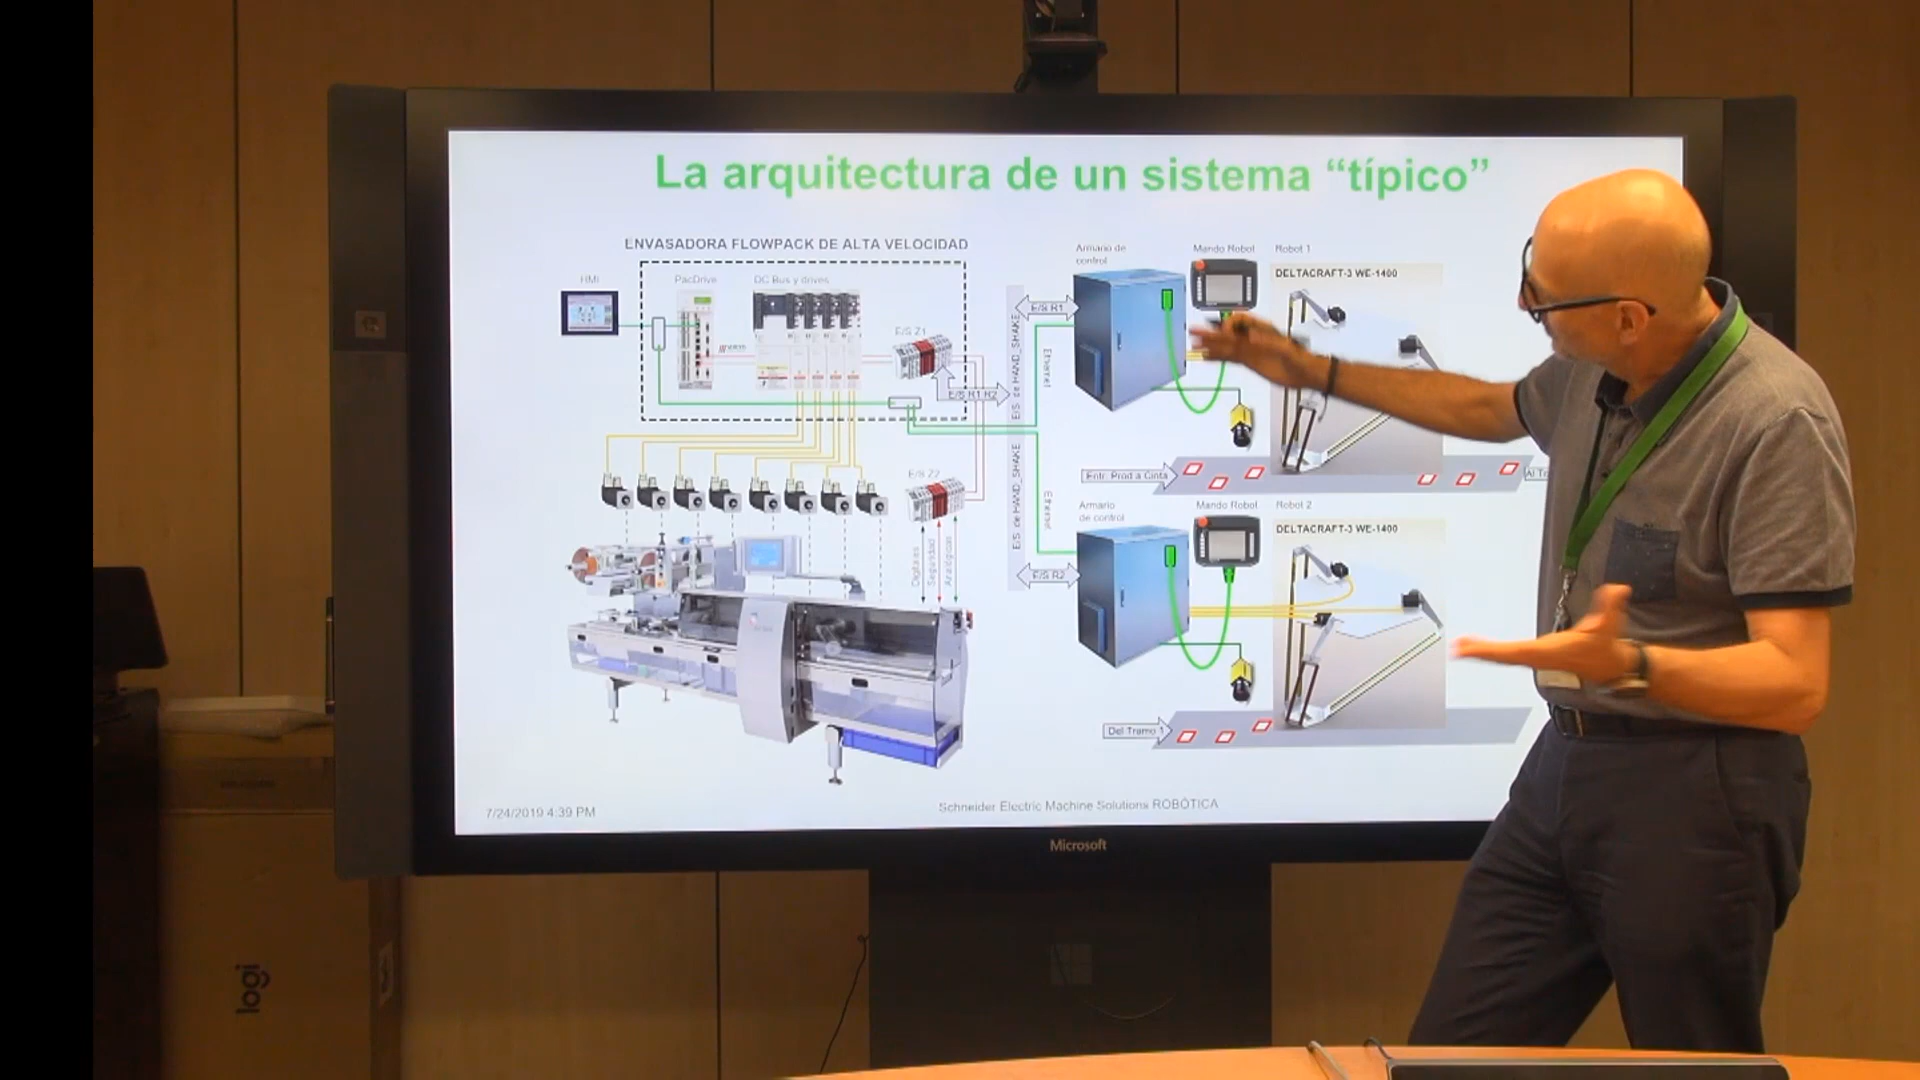 La arquitectura de un sistema “típico”
ENVASADORA FLOWPACK DE ALTA VELOCIDAD
HMI
PacDrive
DC Bus y drives
E/S Z1
E/S R1 R2
E/S Z2
Digitales
Seguridad
Analógicas
E/S de HAND_SHAKE
E/S de HAND_SHAKE
E/S R1
E/S R2
Ethernet
Ethernet
Armario de
control
Mando Robot
Robot 1
DELTACRAFT-3 WE-1400
Entr. Prod a Cinta
Al Tr
Armario
de control
Mando Robot
Robot 2
DELTACRAFT-3 WE-1400
Del Tramo 1
7/24/2019 4:39 PM
Schneider Electric Machine Solutions ROBÓTICA
Microsoft
logi